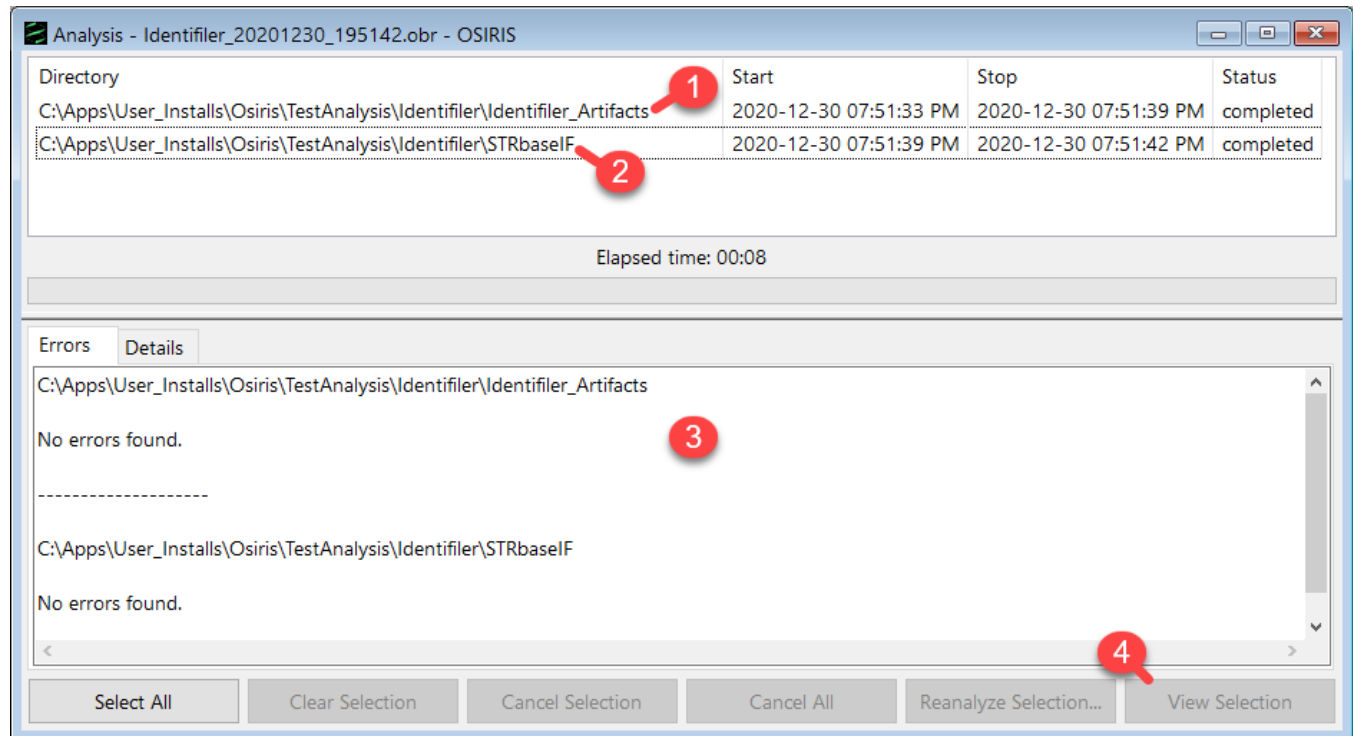 Analysis - Identifiler_20201230_195142.obr - OSIRIS
Directory Start Stop Status
C:\Apps\User_Installs\Osiris\TestAnalysis\Identifiler\Identifiler_Artifacts 1 2020-12-30 07:51:33 PM 2020-12-30 07:51:39 PM completed
C:\Apps\User_Installs\Osiris\TestAnalysis\Identifiler\STRbaseIF 2020-12-30 07:51:39 PM 2020-12-30 07:51:42 PM completed
2
Elapsed time: 00:08
Errors Details
C:\Apps\User_Installs\Osiris\TestAnalysis\Identifiler\Identifiler_Artifacts
No errors found. 3
--------------------
C:\Apps\User_Installs\Osiris\TestAnalysis\Identifiler\STRbaseIF
No errors found.
4
Select All Clear Selection Cancel Selection Cancel All Reanalyze Selection... View Selection